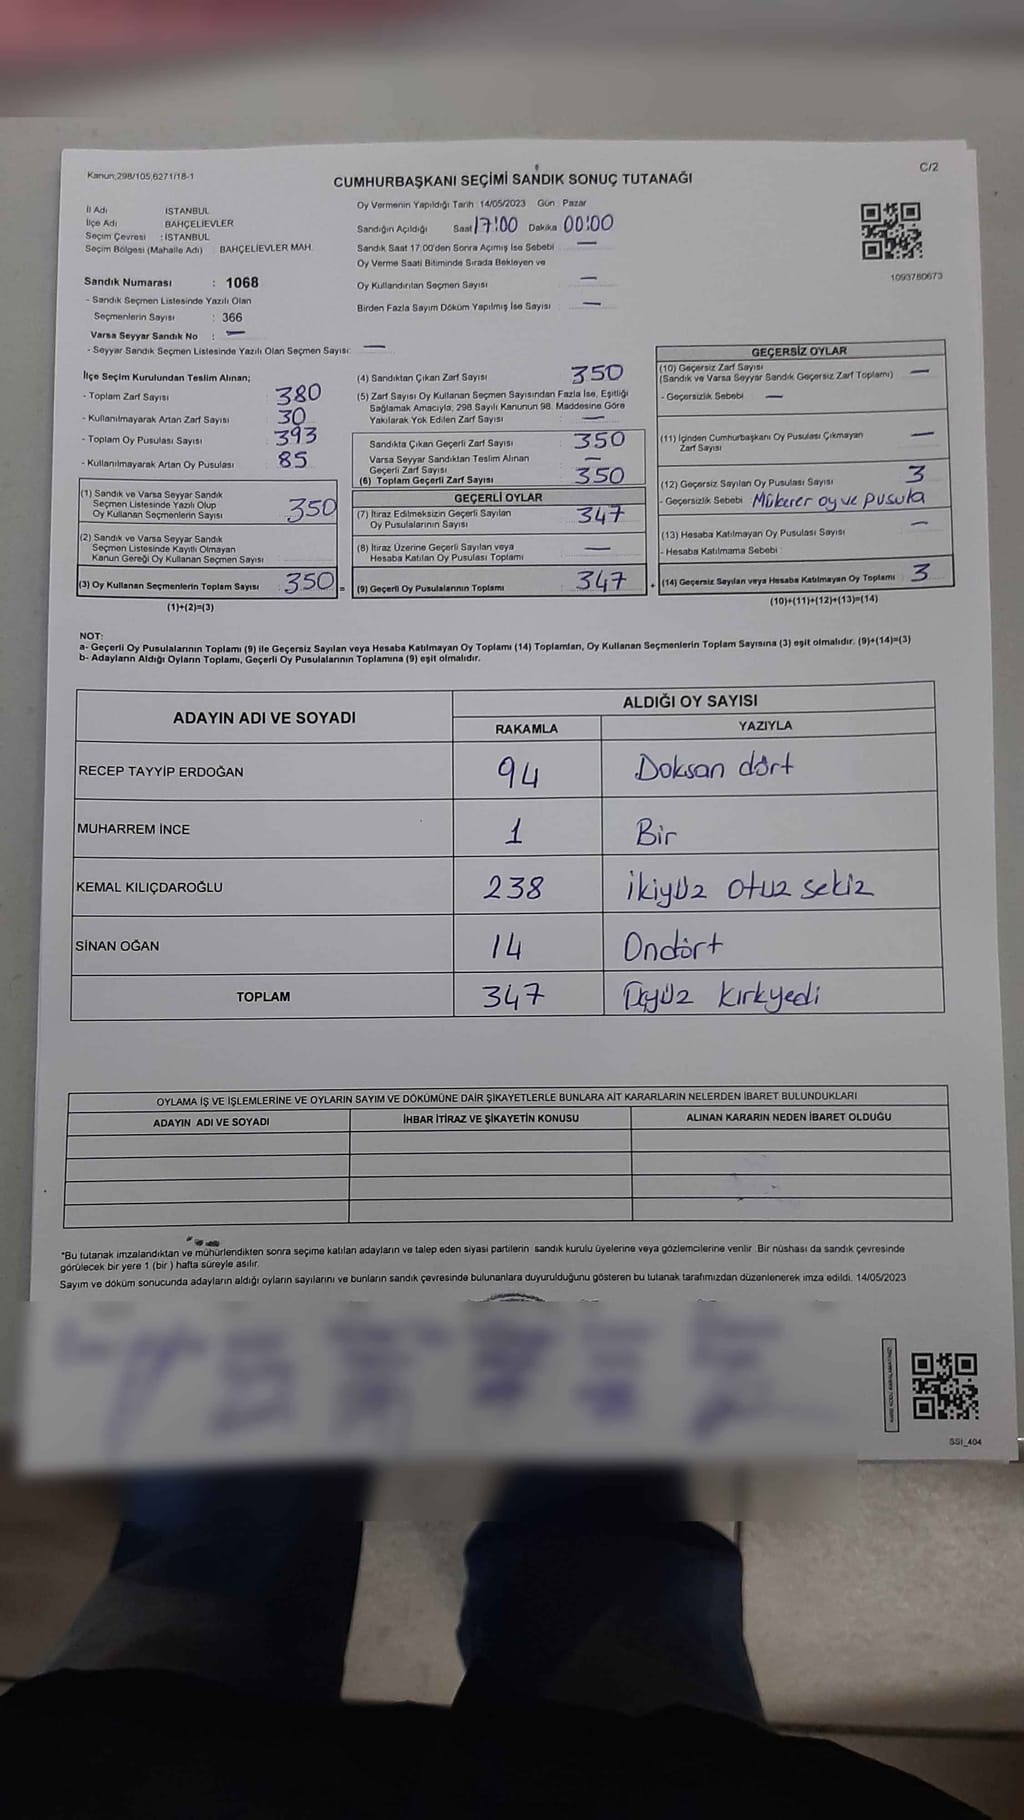 Kanun;298/105,6271/18-1
C/2
CUMHURBAŞKANI SEÇİMİ SANDIK SONUÇ TUTANAĞI
İl Adı İSTANBUL
İlçe Adı BAHÇELİEVLER
Seçim Çevresi : İSTANBUL
Seçim Bölgesi (Mahalle Adı) : BAHÇELİEVLER MAH.
Oy Vermenin Yapıldığı Tarih : 14/05/2023 Gün : Pazar
Sandığın Açıldığı Saat 17:00 Dakika 00:00
Sandık Saat 17.00'den Sonra Açımış İse Sebebi : —
Oy Verme Saati Bitiminde Sırada Bekleyen ve
Oy Kullandırılan Seçmen Sayısı : —
Birden Fazla Sayım Döküm Yapılmış İse Sayısı : —
1093780673
Sandık Numarası : 1068
- Sandık Seçmen Listesinde Yazılı Olan
Seçmenlerin Sayısı : 366
Varsa Seyyar Sandık No : —
- Seyyar Sandık Seçmen Listesinde Yazılı Olan Seçmen Sayısı: —
İlçe Seçim Kurulundan Teslim Alınan;
- Toplam Zarf Sayısı : 380
- Kullanılmayarak Artan Zarf Sayısı : 30
- Toplam Oy Pusulası Sayısı : 393
- Kullanılmayarak Artan Oy Pusulası : 85
(1) Sandık ve Varsa Seyyar Sandık
Seçmen Listesinde Yazılı Olup
Oy Kullanan Seçmenlerin Sayısı : 350
(2) Sandık ve Varsa Seyyar Sandık
Seçmen Listesinde Kayıtlı Olmayan
Kanun Gereği Oy Kullanan Seçmen Sayısı :
(3) Oy Kullanan Seçmenlerin Toplam Sayısı : 350 =
(1)+(2)=(3)
(4) Sandıktan Çıkan Zarf Sayısı : 350
(5) Zarf Sayısı Oy Kullanan Seçmen Sayısından Fazla İse, Eşitliği
Sağlamak Amacıyla; 298 Sayılı Kanunun 98. Maddesine Göre
Yakılarak Yok Edilen Zarf Sayısı : —
Sandıkta Çıkan Geçerli Zarf Sayısı : 350
Varsa Seyyar Sandıktan Teslim Alınan
Geçerli Zarf Sayısı : —
(6) Toplam Geçerli Zarf Sayısı : 350
GEÇERLİ OYLAR
(7) İtiraz Edilmeksizin Geçerli Sayılan
Oy Pusulalarının Sayısı : 347
(8) İtiraz Üzerine Geçerli Sayılan veya
Hesaba Katılan Oy Pusulası Toplamı : —
(9) Geçerli Oy Pusulalarının Toplamı : 347 +
GEÇERSİZ OYLAR
(10) Geçersiz Zarf Sayısı
(Sandık ve Varsa Seyyar Sandık Geçersiz Zarf Toplamı) : —
- Geçersizlik Sebebi : —
(11) İçinden Cumhurbaşkanı Oy Pusulası Çıkmayan
Zarf Sayısı : —
(12) Geçersiz Sayılan Oy Pusulası Sayısı : 3
- Geçersizlik Sebebi : Mükerer oy ve pusula
(13) Hesaba Katılmayan Oy Pusulası Sayısı : —
- Hesaba Katılmama Sebebi :
(14) Geçersiz Sayılan veya Hesaba Katılmayan Oy Toplamı : 3
(10)+(11)+(12)+(13)=(14)
NOT:
a- Geçerli Oy Pusulalarının Toplamı (9) ile Geçersiz Sayılan veya Hesaba Katılmayan Oy Toplamı (14) Toplamları, Oy Kullanan Seçmenlerin Toplam Sayısına (3) eşit olmalıdır. (9)+(14)=(3)
b- Adayların Aldığı Oyların Toplamı, Geçerli Oy Pusulalarının Toplamına (9) eşit olmalıdır.
ADAYIN ADI VE SOYADI ALDIĞI OY SAYISI
RAKAMLA YAZIYLA
RECEP TAYYİP ERDOĞAN 94 Doksan dört
MUHARREM İNCE 1 Bir
KEMAL KILIÇDAROĞLU 238 İkiyüz otuz sekiz
SİNAN OĞAN 14 Ondört
TOPLAM 347 Üçyüz kırkyedi
OYLAMA İŞ VE İŞLEMLERİNE VE OYLARIN SAYIM VE DÖKÜMÜNE DAİR ŞİKAYETLERLE BUNLARA AİT KARARLARIN NELERDEN İBARET BULUNDUKLARI
ADAYIN ADI VE SOYADI İHBAR İTİRAZ VE ŞİKAYETİN KONUSU ALINAN KARARIN NEDEN İBARET OLDUĞU
*Bu tutanak imzalandıktan ve mühürlendikten sonra seçime katılan adayların ve talep eden siyasi partilerin sandık kurulu üyelerine veya gözlemcilerine verilir. Bir nüshası da sandık çevresinde
görülecek bir yere 1 (bir) hafta süreyle asılır.
Sayım ve döküm sonucunda adayların aldığı oyların sayılarını ve bunların sandık çevresinde bulunanlara duyurulduğunu gösteren bu tutanak tarafımızdan düzenlenerek imza edildi. 14/05/2023
SSİ_404